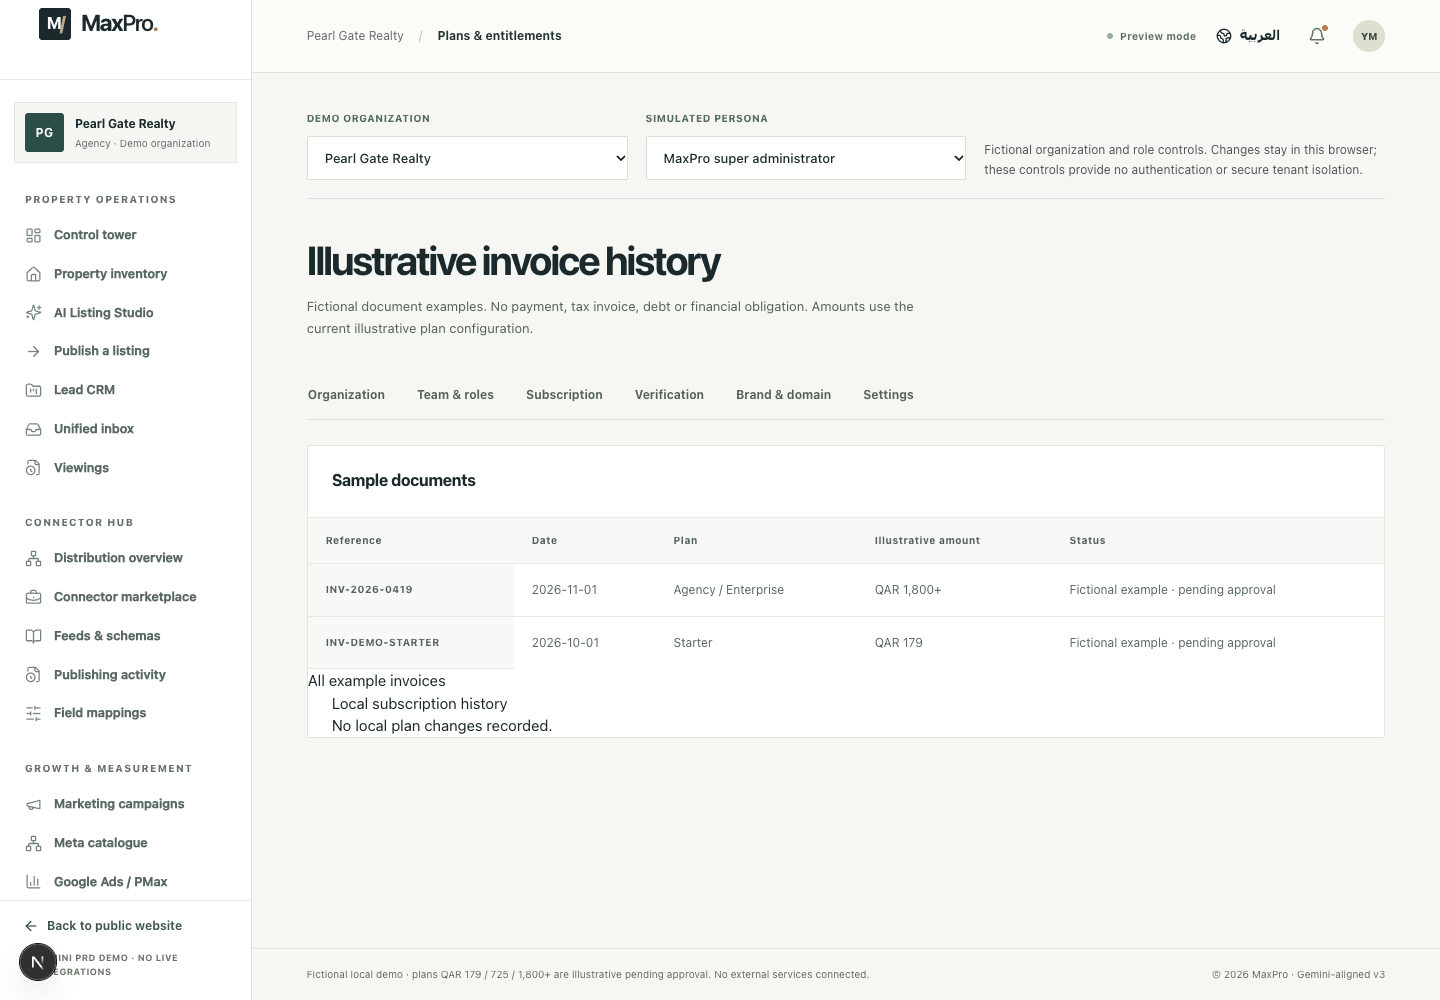 M/ MaxPro.
Pearl Gate Realty / Plans & entitlements
Preview mode
العربية
YM
PG
Pearl Gate Realty
Agency · Demo organization
PROPERTY OPERATIONS
Control tower
Property inventory
AI Listing Studio
Publish a listing
Lead CRM
Unified inbox
Viewings
CONNECTOR HUB
Distribution overview
Connector marketplace
Feeds & schemas
Publishing activity
Field mappings
GROWTH & MEASUREMENT
Marketing campaigns
Meta catalogue
Google Ads / PMax
Back to public website
INI PRD DEMO · NO LIVE
EGRATIONS
N
DEMO ORGANIZATION
Pearl Gate Realty
SIMULATED PERSONA
MaxPro super administrator
Fictional organization and role controls. Changes stay in this browser;
these controls provide no authentication or secure tenant isolation.
Illustrative invoice history
Fictional document examples. No payment, tax invoice, debt or financial obligation. Amounts use the
current illustrative plan configuration.
Organization Team & roles Subscription Verification Brand & domain Settings
Sample documents
Reference Date Plan Illustrative amount Status
INV-2026-0419 2026-11-01 Agency / Enterprise QAR 1,800+ Fictional example · pending approval
INV-DEMO-STARTER 2026-10-01 Starter QAR 179 Fictional example · pending approval
All example invoices
Local subscription history
No local plan changes recorded.
Fictional local demo · plans QAR 179 / 725 / 1,800+ are illustrative pending approval. No external services connected.
© 2026 MaxPro · Gemini-aligned v3